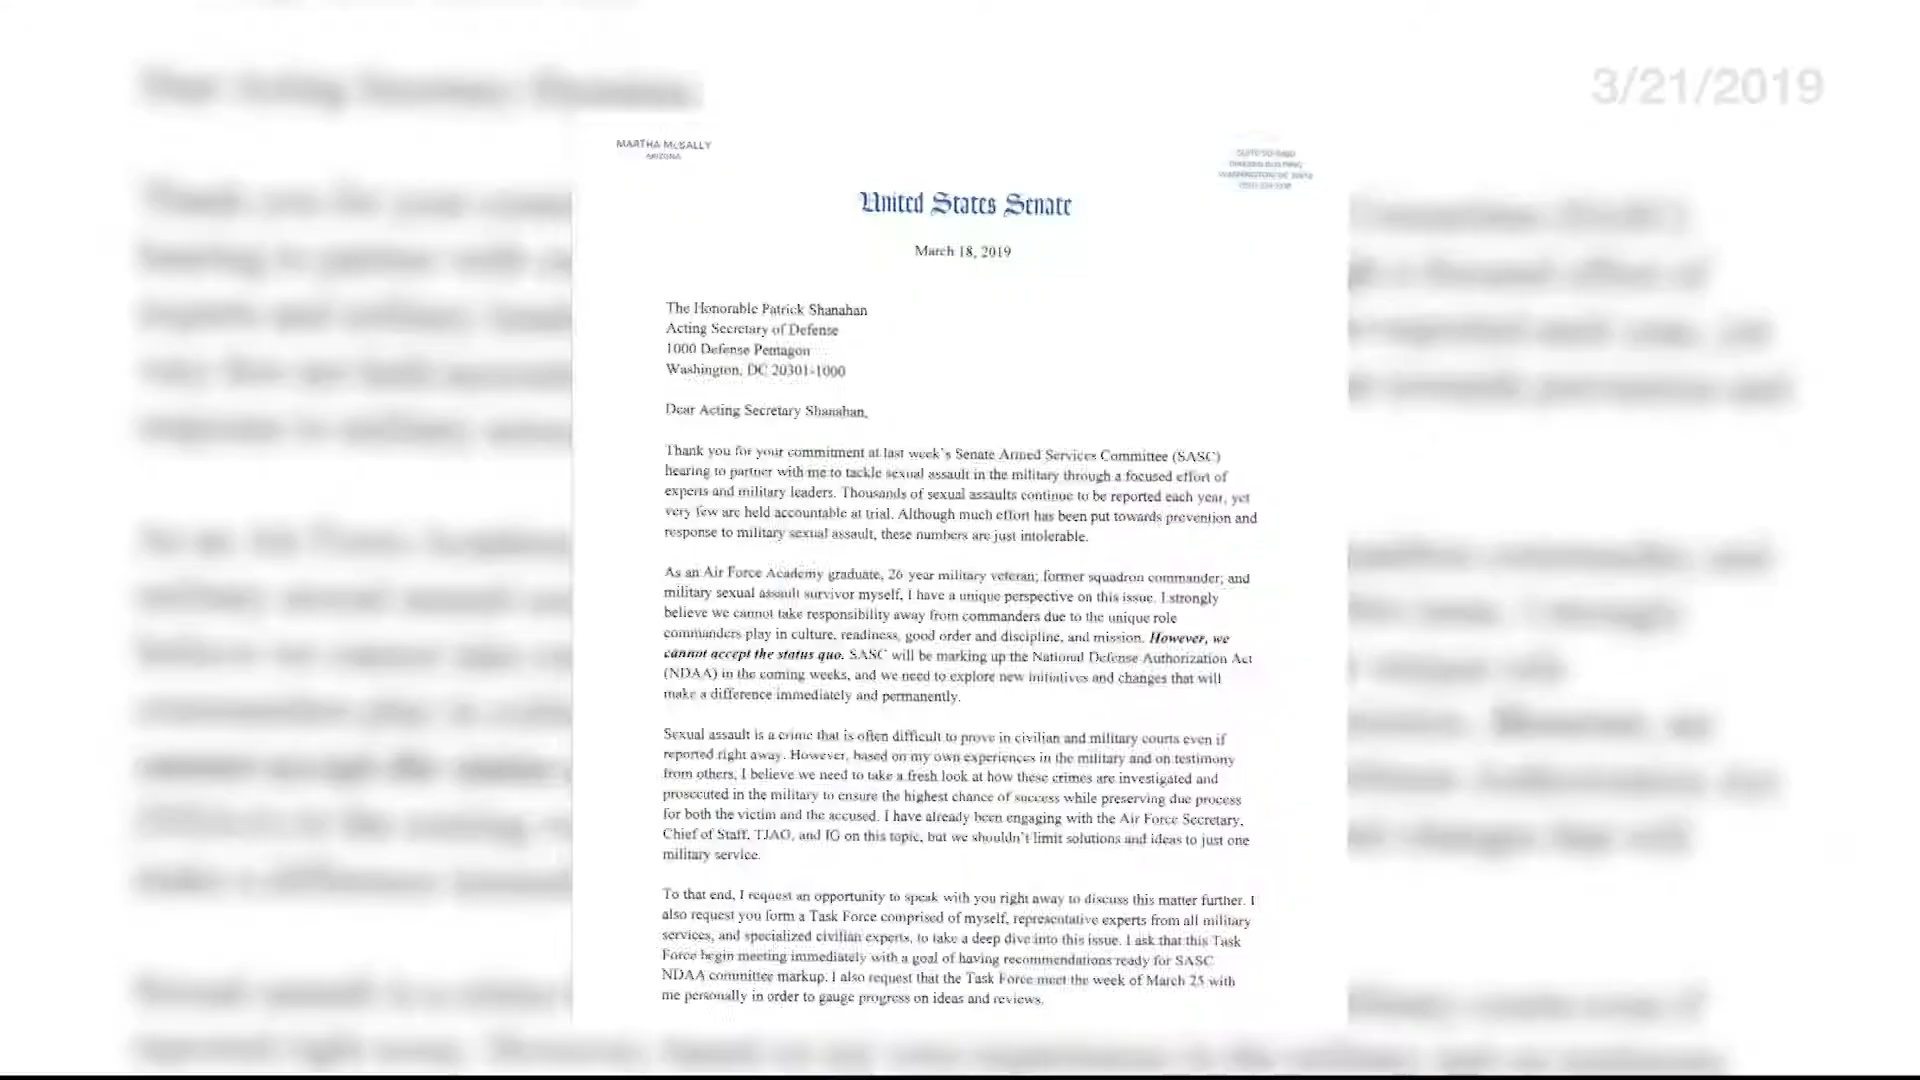 3/21/2019
MARTHA McSALLY
ARIZONA
WASHINGTON, DC
United States Senate
March 18, 2019
The Honorable Patrick Shanahan
Acting Secretary of Defense
1000 Defense Pentagon
Washington, DC 20301-1000
Dear Acting Secretary Shanahan,
Thank you for your commitment at last week's Senate Armed Services Committee (SASC)
hearing to partner with me to tackle sexual assault in the military through a focused effort of
experts and military leaders. Thousands of sexual assaults continue to be reported each year, yet
very few are held accountable at trial. Although much effort has been put towards prevention and
response to military sexual assault, these numbers are just intolerable.
As an Air Force Academy graduate, 26 year military veteran; former squadron commander; and
military sexual assault survivor myself, I have a unique perspective on this issue. I strongly
believe we cannot take responsibility away from commanders due to the unique role
commanders play in culture, readiness, good order and discipline, and mission. However, we
cannot accept the status quo. SASC will be marking up the National Defense Authorization Act
(NDAA) in the coming weeks, and we need to explore new initiatives and changes that will
make a difference immediately and permanently.
Sexual assault is a crime that is often difficult to prove in civilian and military courts even if
reported right away. However, based on my own experiences in the military and on testimony
from others, I believe we need to take a fresh look at how these crimes are investigated and
prosecuted in the military to ensure the highest chance of success while preserving due process
for both the victim and the accused. I have already been engaging with the Air Force Secretary,
Chief of Staff, TJAG, and IG on this topic, but we shouldn't limit solutions and ideas to just one
military service.
To that end, I request an opportunity to speak with you right away to discuss this matter further. I
also request you form a Task Force comprised of myself, representative experts from all military
services, and specialized civilian experts, to take a deep dive into this issue. I ask that this Task
Force begin meeting immediately with a goal of having recommendations ready for SASC
NDAA committee markup. I also request that the Task Force meet the week of March 25 with
me personally in order to gauge progress on ideas and reviews.